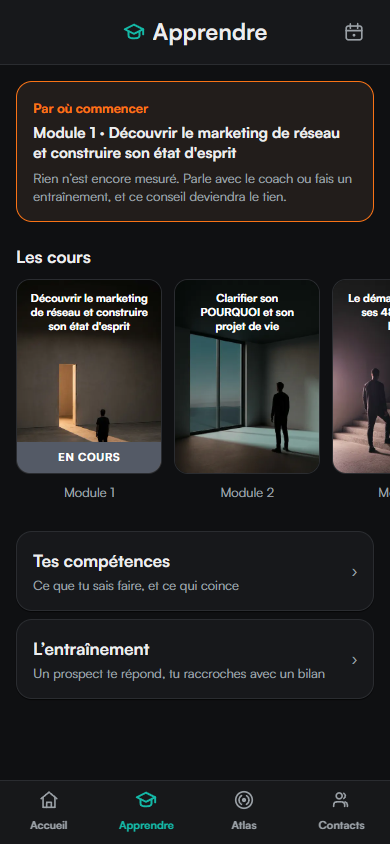 Apprendre
Par où commencer
Module 1 · Découvrir le marketing de réseau
et construire son état d'esprit
Rien n'est encore mesuré. Parle avec le coach ou fais un
entraînement, et ce conseil deviendra le tien.
Les cours
Découvrir le marketing
de réseau et construire
son état d'esprit
EN COURS
Module 1
Clarifier son
POURQUOI et son
projet de vie
Module 2
Le
ses
Tes compétences
Ce que tu sais faire, et ce qui coince
›
L'entraînement
Un prospect te répond, tu raccroches avec un bilan
›
Accueil
Apprendre
Atlas
Contacts